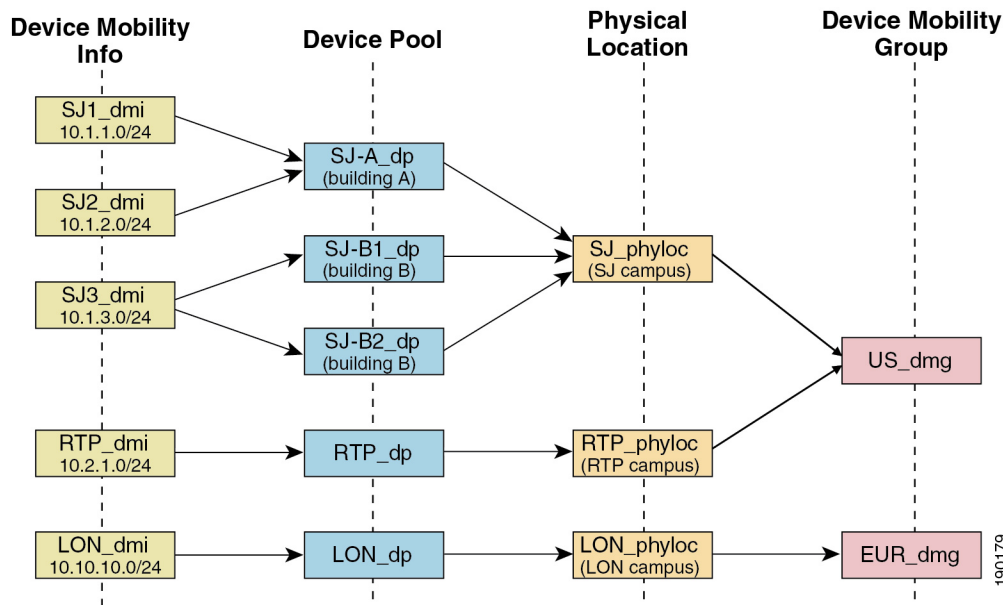 Device Mobility
Info
Device Pool
Physical
Location
Device Mobility
Group
SJ1_dmi
10.1.1.0/24
SJ-A_dp
(building A)
SJ2_dmi
10.1.2.0/24
SJ-B1_dp
(building B)
SJ_phyloc
(SJ campus)
SJ3_dmi
10.1.3.0/24
SJ-B2_dp
(building B)
US_dmg
RTP_dmi
10.2.1.0/24
RTP_dp
RTP_phyloc
(RTP campus)
LON_dmi
10.10.10.0/24
LON_dp
LON_phyloc
(LON campus)
EUR_dmg
190179